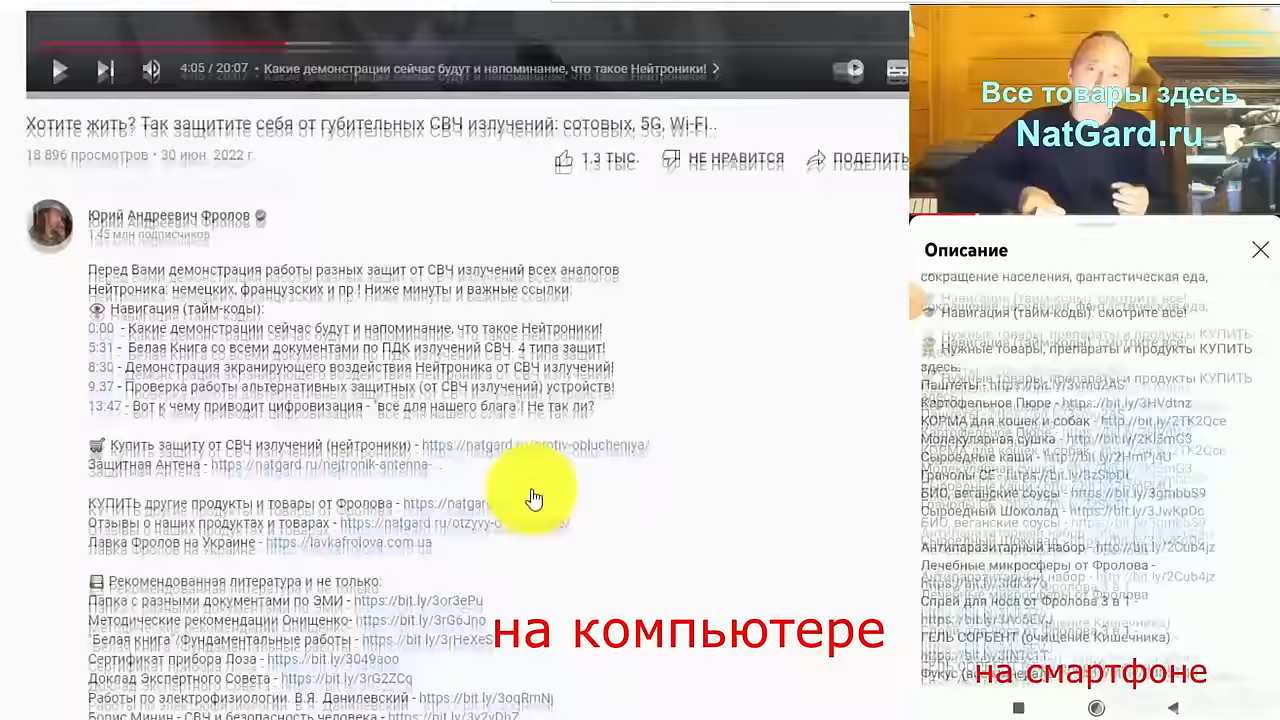 4:05 / 20:07 • Какие демонстрации сейчас будут и напоминание, что такое Нейтроники!
Хотите жить? Так защитите себя от губительных СВЧ излучений: сотовых, 5G, Wi-FI..
18 896 просмотров • 30 июн. 2022 г.
1,3 ТЫС.
НЕ НРАВИТСЯ
ПОДЕЛИТЬ
Юрий Андреевич Фролов
1,45 млн подписчиков
Перед Вами демонстрация работы разных защит от СВЧ излучений всех аналогов
Нейтроника: немецких, французских и пр.! Ниже минуты и важные ссылки:
Навигация (тайм-коды):
0:00 - Какие демонстрации сейчас будут и напоминание, что такое Нейтроники!
5:31 - Белая Книга со всеми документами по ПДК излучений СВЧ. 4 типа защит!
8:30 - Демонстрация экранирующего воздействия Нейтроника от СВЧ излучений!
9:37 - Проверка работы альтернативных защитных (от СВЧ излучений) устройств!
13:47 - Вот к чему приводит цифровизация - "всё для нашего блага"! Не так ли?
Купить защиту от СВЧ излучений (нейтроники) - https://natgard.ru/protiv-oblucheniya/
Защитная Антена - https://natgard.ru/nejtronik-antenna-
КУПИТЬ другие продукты и товары от Фролова - https://natgar
Отзывы о наших продуктах и товарах - https://natgard.ru/otzyvy-o
Лавка Фролов на Украине - https://lavkafrolova.com.ua
Рекомендованная литература и не только:
Папка с разными документами по ЭМИ - https://bit.ly/3or3ePu
Методические рекомендации Онищенко- https://bit.ly/3rG6Jno
"Белая книга"/Фундаментальные работы - https://bit.ly/3rHeXeS
Сертификат прибора Лоза - https://bit.ly/3049aoo
Доклад Экспертного Совета - https://bit.ly/3rG2ZCq
Работы по электрофизиологии. В.Я. Данилевский - https://bit.ly/3oqRmNj
Борис Минин - СВЧ и безопасность человека - https://bit.ly/3y2yDhZ
на компьютере
Все товары здесь
NatGard.ru
Описание
сокращение населения, фантастическая еда,
Навигация (тайм-коды). смотрите все!
Нужные товары, препараты и продукты КУПИТЬ
здесь:
Паштеты -
Картофельное Пюре - https://bit.ly/3HVdtnz
КОРМА для кошек и собак - http://bit.ly/2TK2Qce
Молекулярная сушка - http://bit.ly/2Kl5mG3
Сыроедные каши - http://bit.ly/2HmPj4U
Гранолы СЕ -
БИО, веганские соусы - https://bit.ly/3gmboS9
Сыроедный Шоколад - https://bit.ly/3JwKpDo
Антипаразитарный набор - http://bit.ly/2Cub4jz
Лечебные микросферы от Фролова -
Спрей для носа от Фролова 3 в 1 -
ГЕЛЬ СОРБЕНТ (очищение Кишечника) -
Фукус
на смартфоне